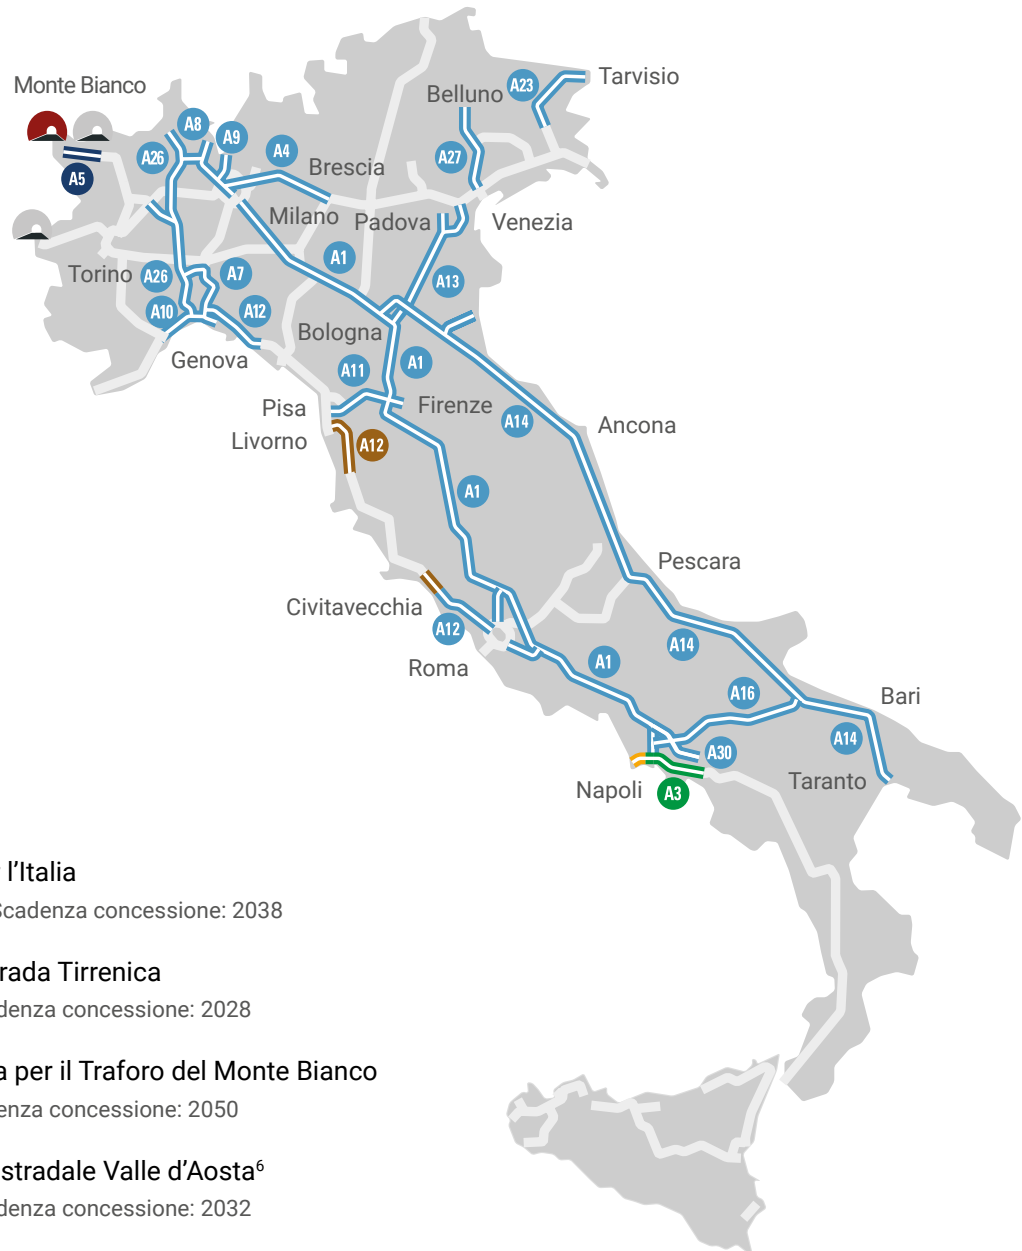 Monte Bianco
Tarvisio
A23
Belluno
A8
A9
A4
A26
A27
Brescia
A5
Milano
Padova
Venezia
A1
Torino
A26
A7
A13
A10
A12
Bologna
Genova
A11
A1
Pisa
Firenze
A14
Ancona
Livorno
A12
A1
Pescara
Civitavecchia
A12
A14
Roma
A1
A16
Bari
A14
A30
Taranto
Napoli
A3
l'Italia
Scadenza concessione: 2038
rada Tirrenica
denza concessione: 2028
a per il Traforo del Monte Bianco
enza concessione: 2050
stradale Valle d'Aosta⁶
denza concessione: 2032